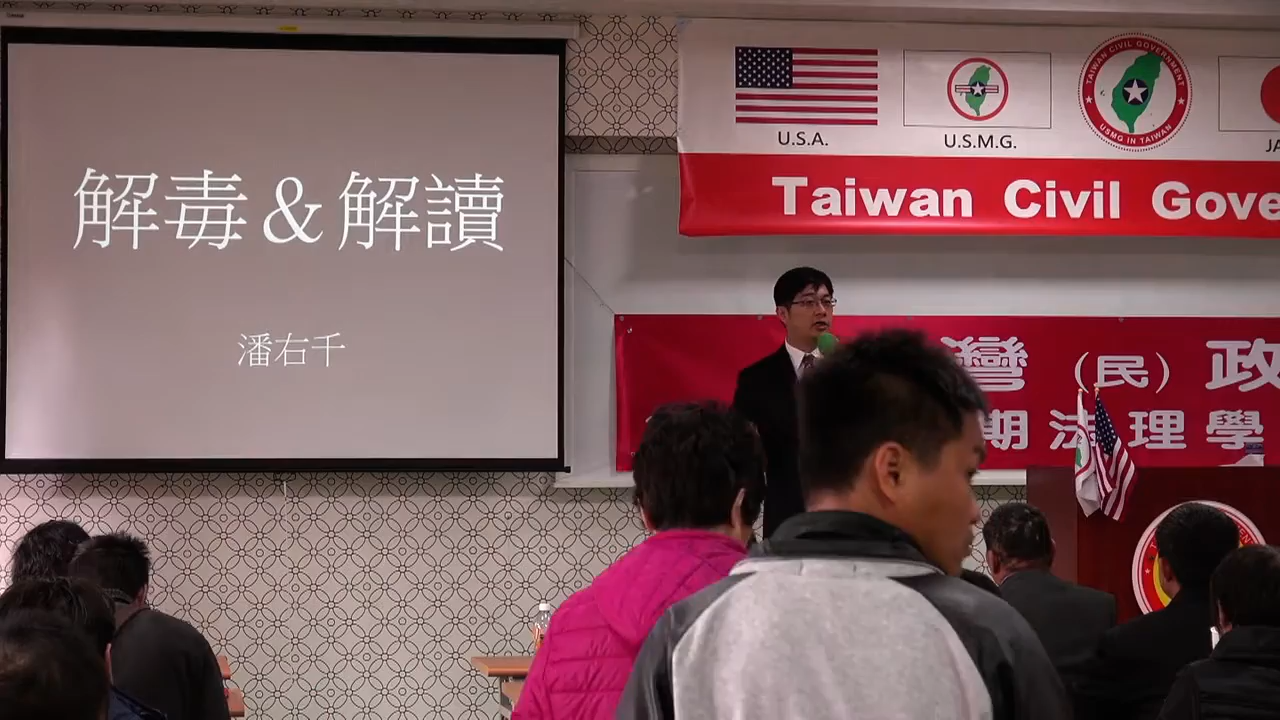 解毒&解讀
潘右千
U.S.A.
U.S.M.G.
TAIWAN CIVIL GOVERNMENT
USMG IN TAIWAN
JA
Taiwan Civil Gove
灣(民)政
期法理學